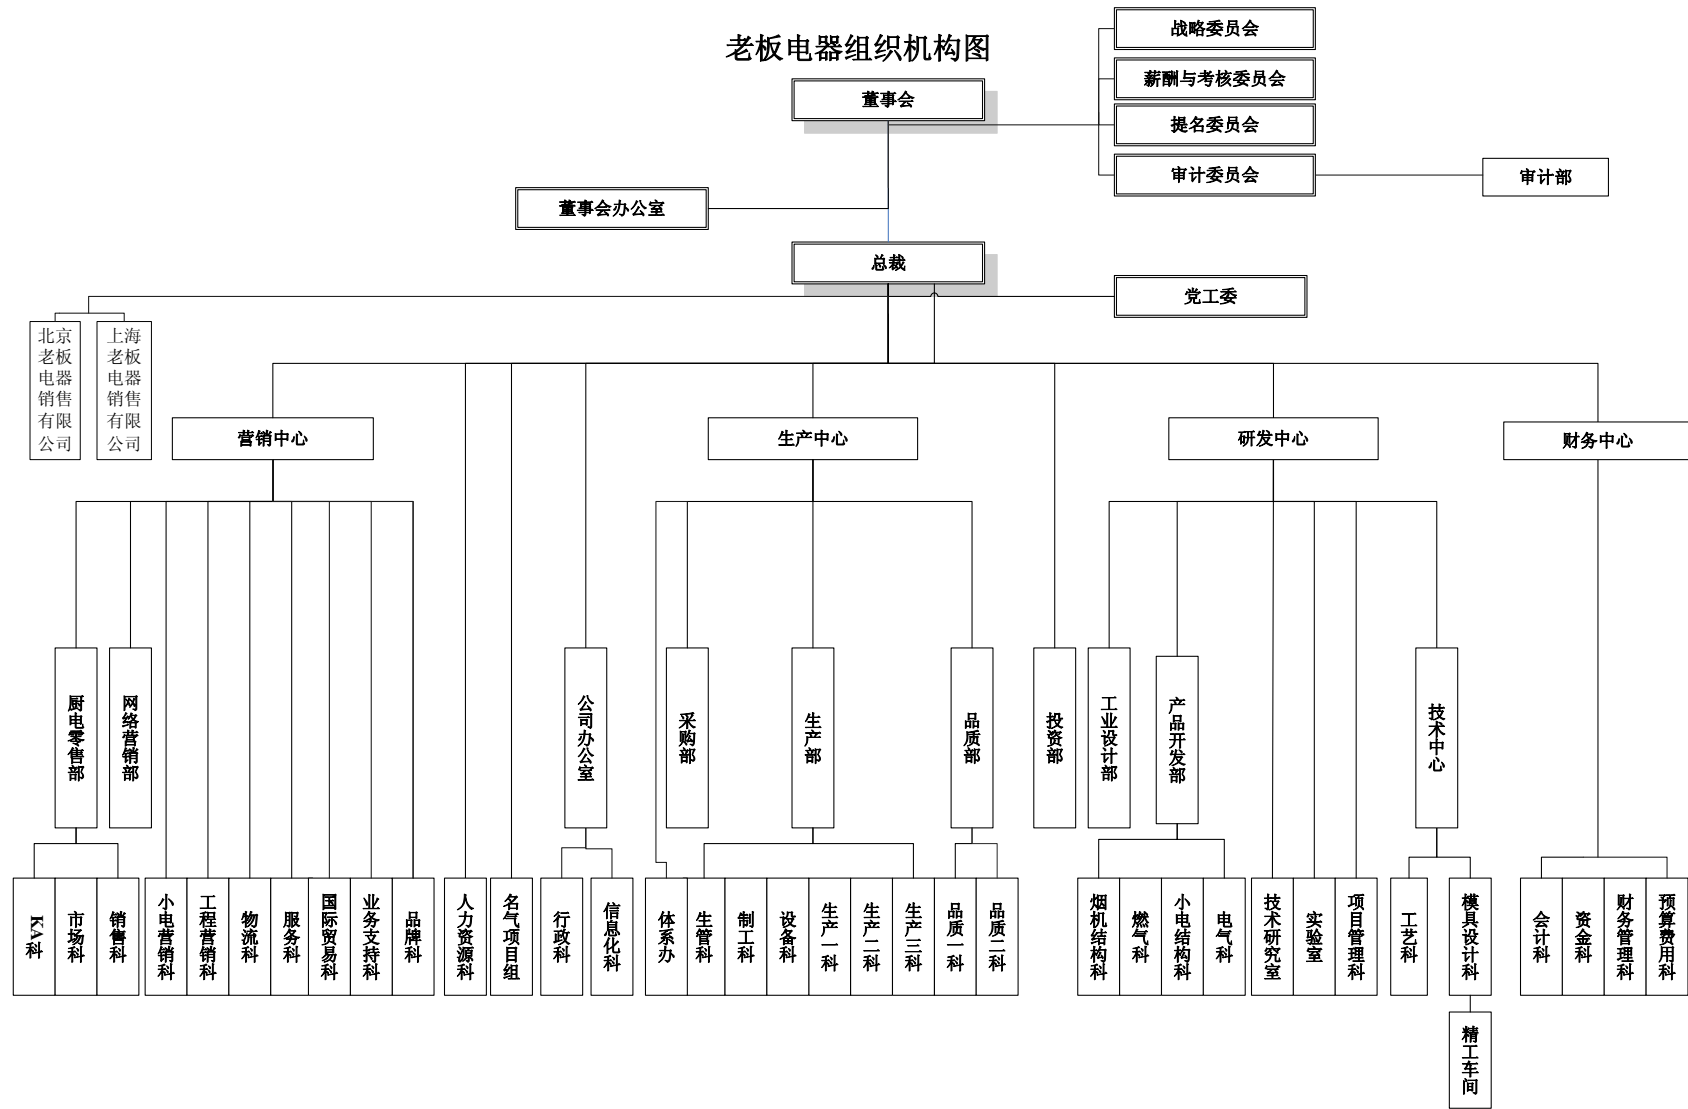 老板电器组织机构图
战略委员会
薪酬与考核委员会
董事会
提名委员会
审计委员会
审计部
董事会办公室
总裁
党工委
北京
老板
电器
销售
有限
公司
上海
老板
电器
销售
有限
公司
营销中心
生产中心
研发中心
财务中心
厨电零售部
网络营销部
公司办公室
采购部
生产部
品质部
投资部
工业设计部
产品开发部
技术中心
KA科
市场科
销售科
小电营销科
工程营销科
物流科
服务科
国际贸易科
业务支持科
品牌科
人力资源科
名气项目组
行政科
信息化科
体系办
生管科
制工科
设备科
生产一科
生产二科
生产三科
品质一科
品质二科
烟机结构科
燃气科
小电结构科
电气科
技术研究室
实验室
项目管理科
工艺科
模具设计科
会计科
资金科
财务管理科
预算费用科
精工车间